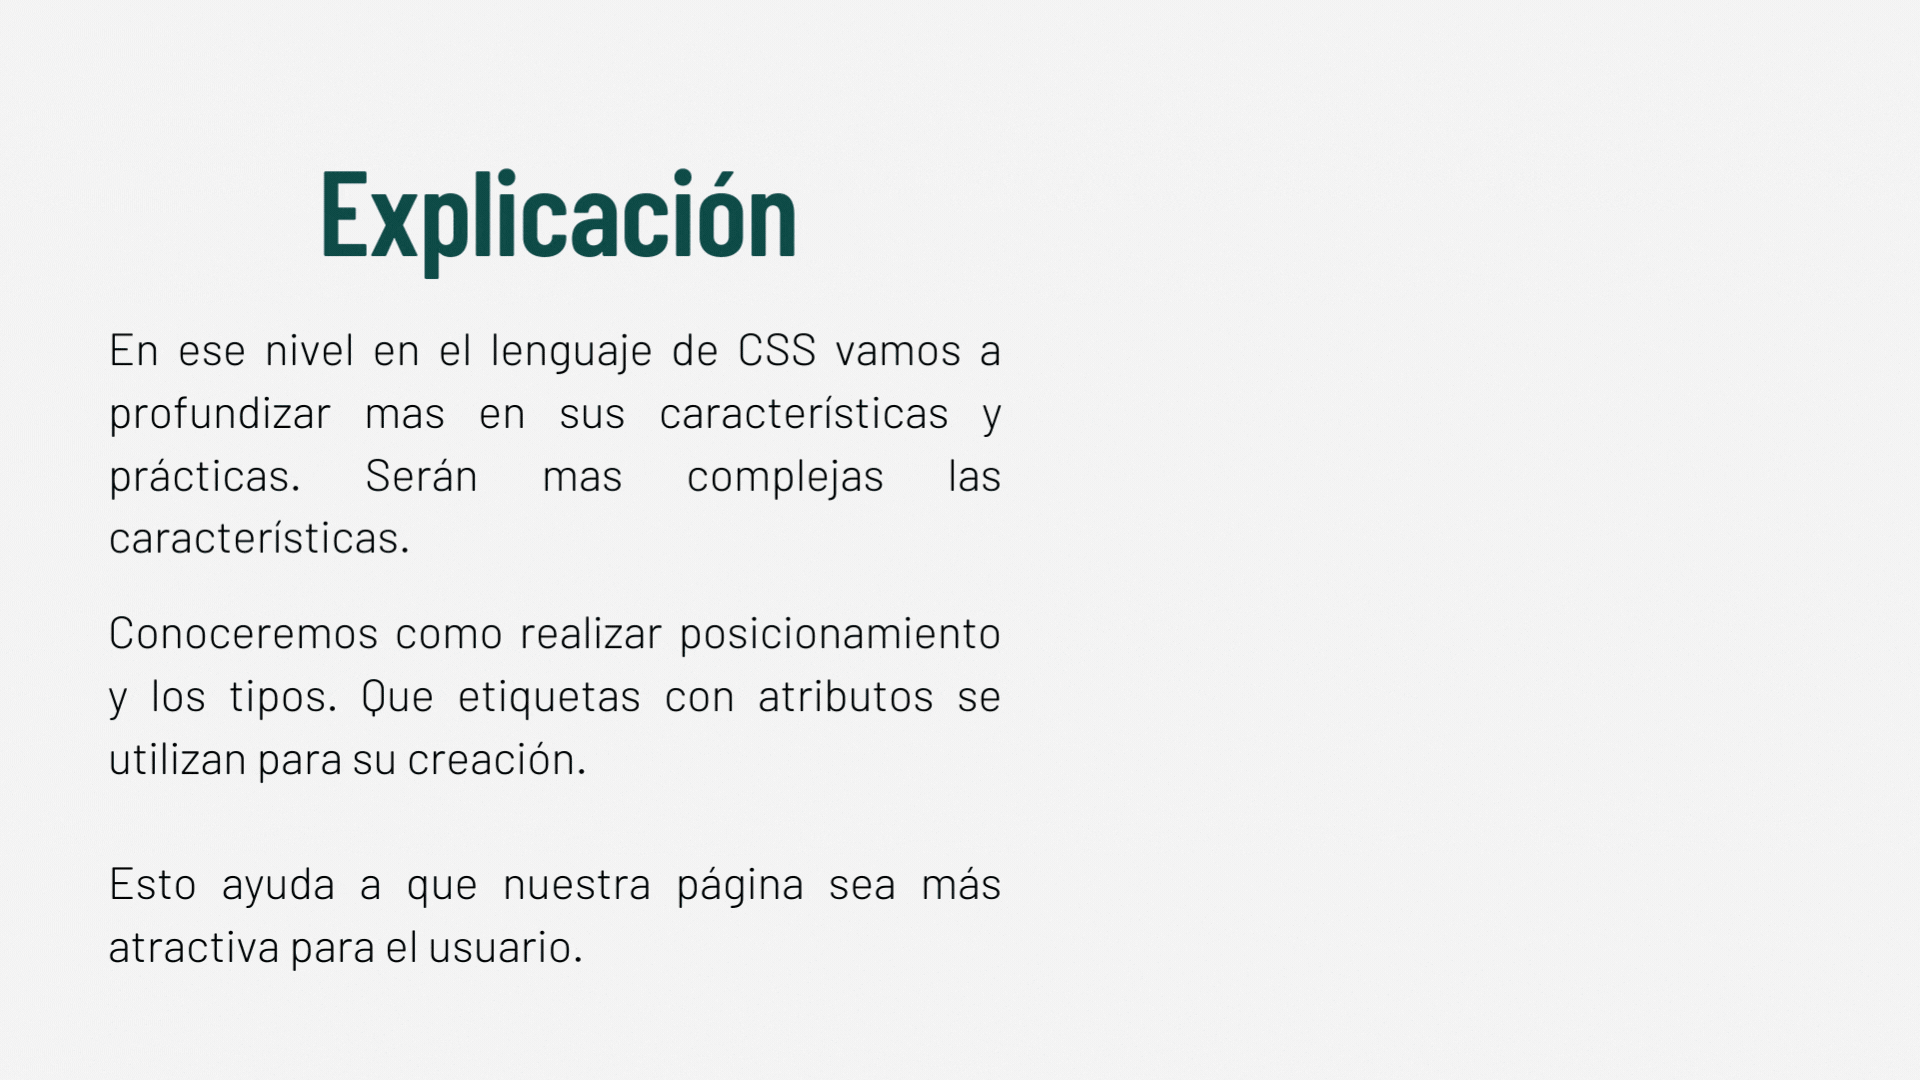 Explicación
En ese nivel en el lenguaje de CSS vamos a
profundizar mas en sus características y
prácticas. Serán mas complejas las
características.
Conoceremos como realizar posicionamiento
y los tipos. Que etiquetas con atributos se
utilizan para su creación.
Esto ayuda a que nuestra página sea más
atractiva para el usuario.